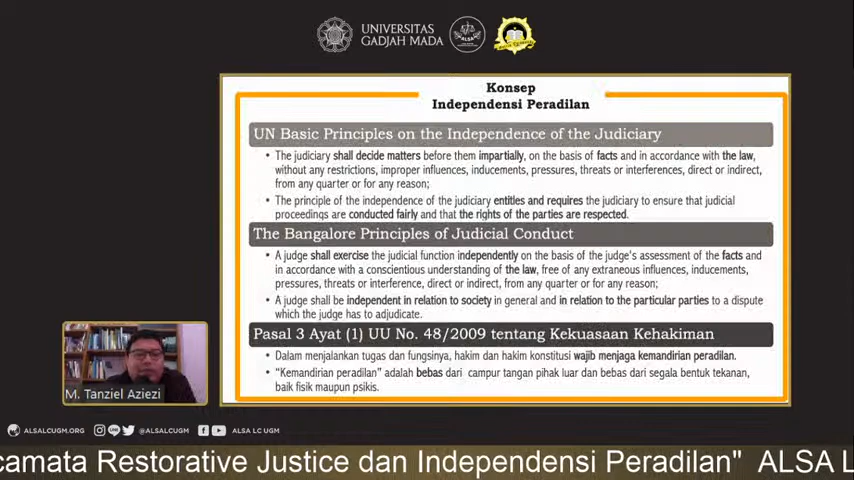 UNIVERSITAS
GADJAH MADA
ALSA
Konsep
Independensi Peradilan
UN Basic Principles on the Independence of the Judiciary
• The judiciary shall decide matters before them impartially, on the basis of facts and in accordance with the law,
without any restrictions, improper influences, inducements, pressures, threats or interferences, direct or indirect,
from any quarter or for any reason;
• The principle of the independence of the judiciary entities and requires the judiciary to ensure that judicial
proceedings are conducted fairly and that the rights of the parties are respected.
The Bangalore Principles of Judicial Conduct
• A judge shall exercise the judicial function independently on the basis of the judge's assessment of the facts and
in accordance with a conscientious understanding of the law, free of any extraneous influences, inducements,
pressures, threats or interference, direct or indirect, from any quarter or for any reason;
• A judge shall be independent in relation to society in general and in relation to the particular parties to a dispute
which the judge has to adjudicate.
Pasal 3 Ayat (1) UU No. 48/2009 tentang Kekuasaan Kehakiman
• Dalam menjalankan tugas dan fungsinya, hakim dan hakim konstitusi wajib menjaga kemandirian peradilan.
• "Kemandirian peradilan" adalah bebas dari campur tangan pihak luar dan bebas dari segala bentuk tekanan,
baik fisik maupun psikis.
M. Tanziel Aziezi
ALSALCUGM.ORG @ALSALCUGM ALSA LC UGM
camata Restorative Justice dan Independensi Peradilan" ALSA L